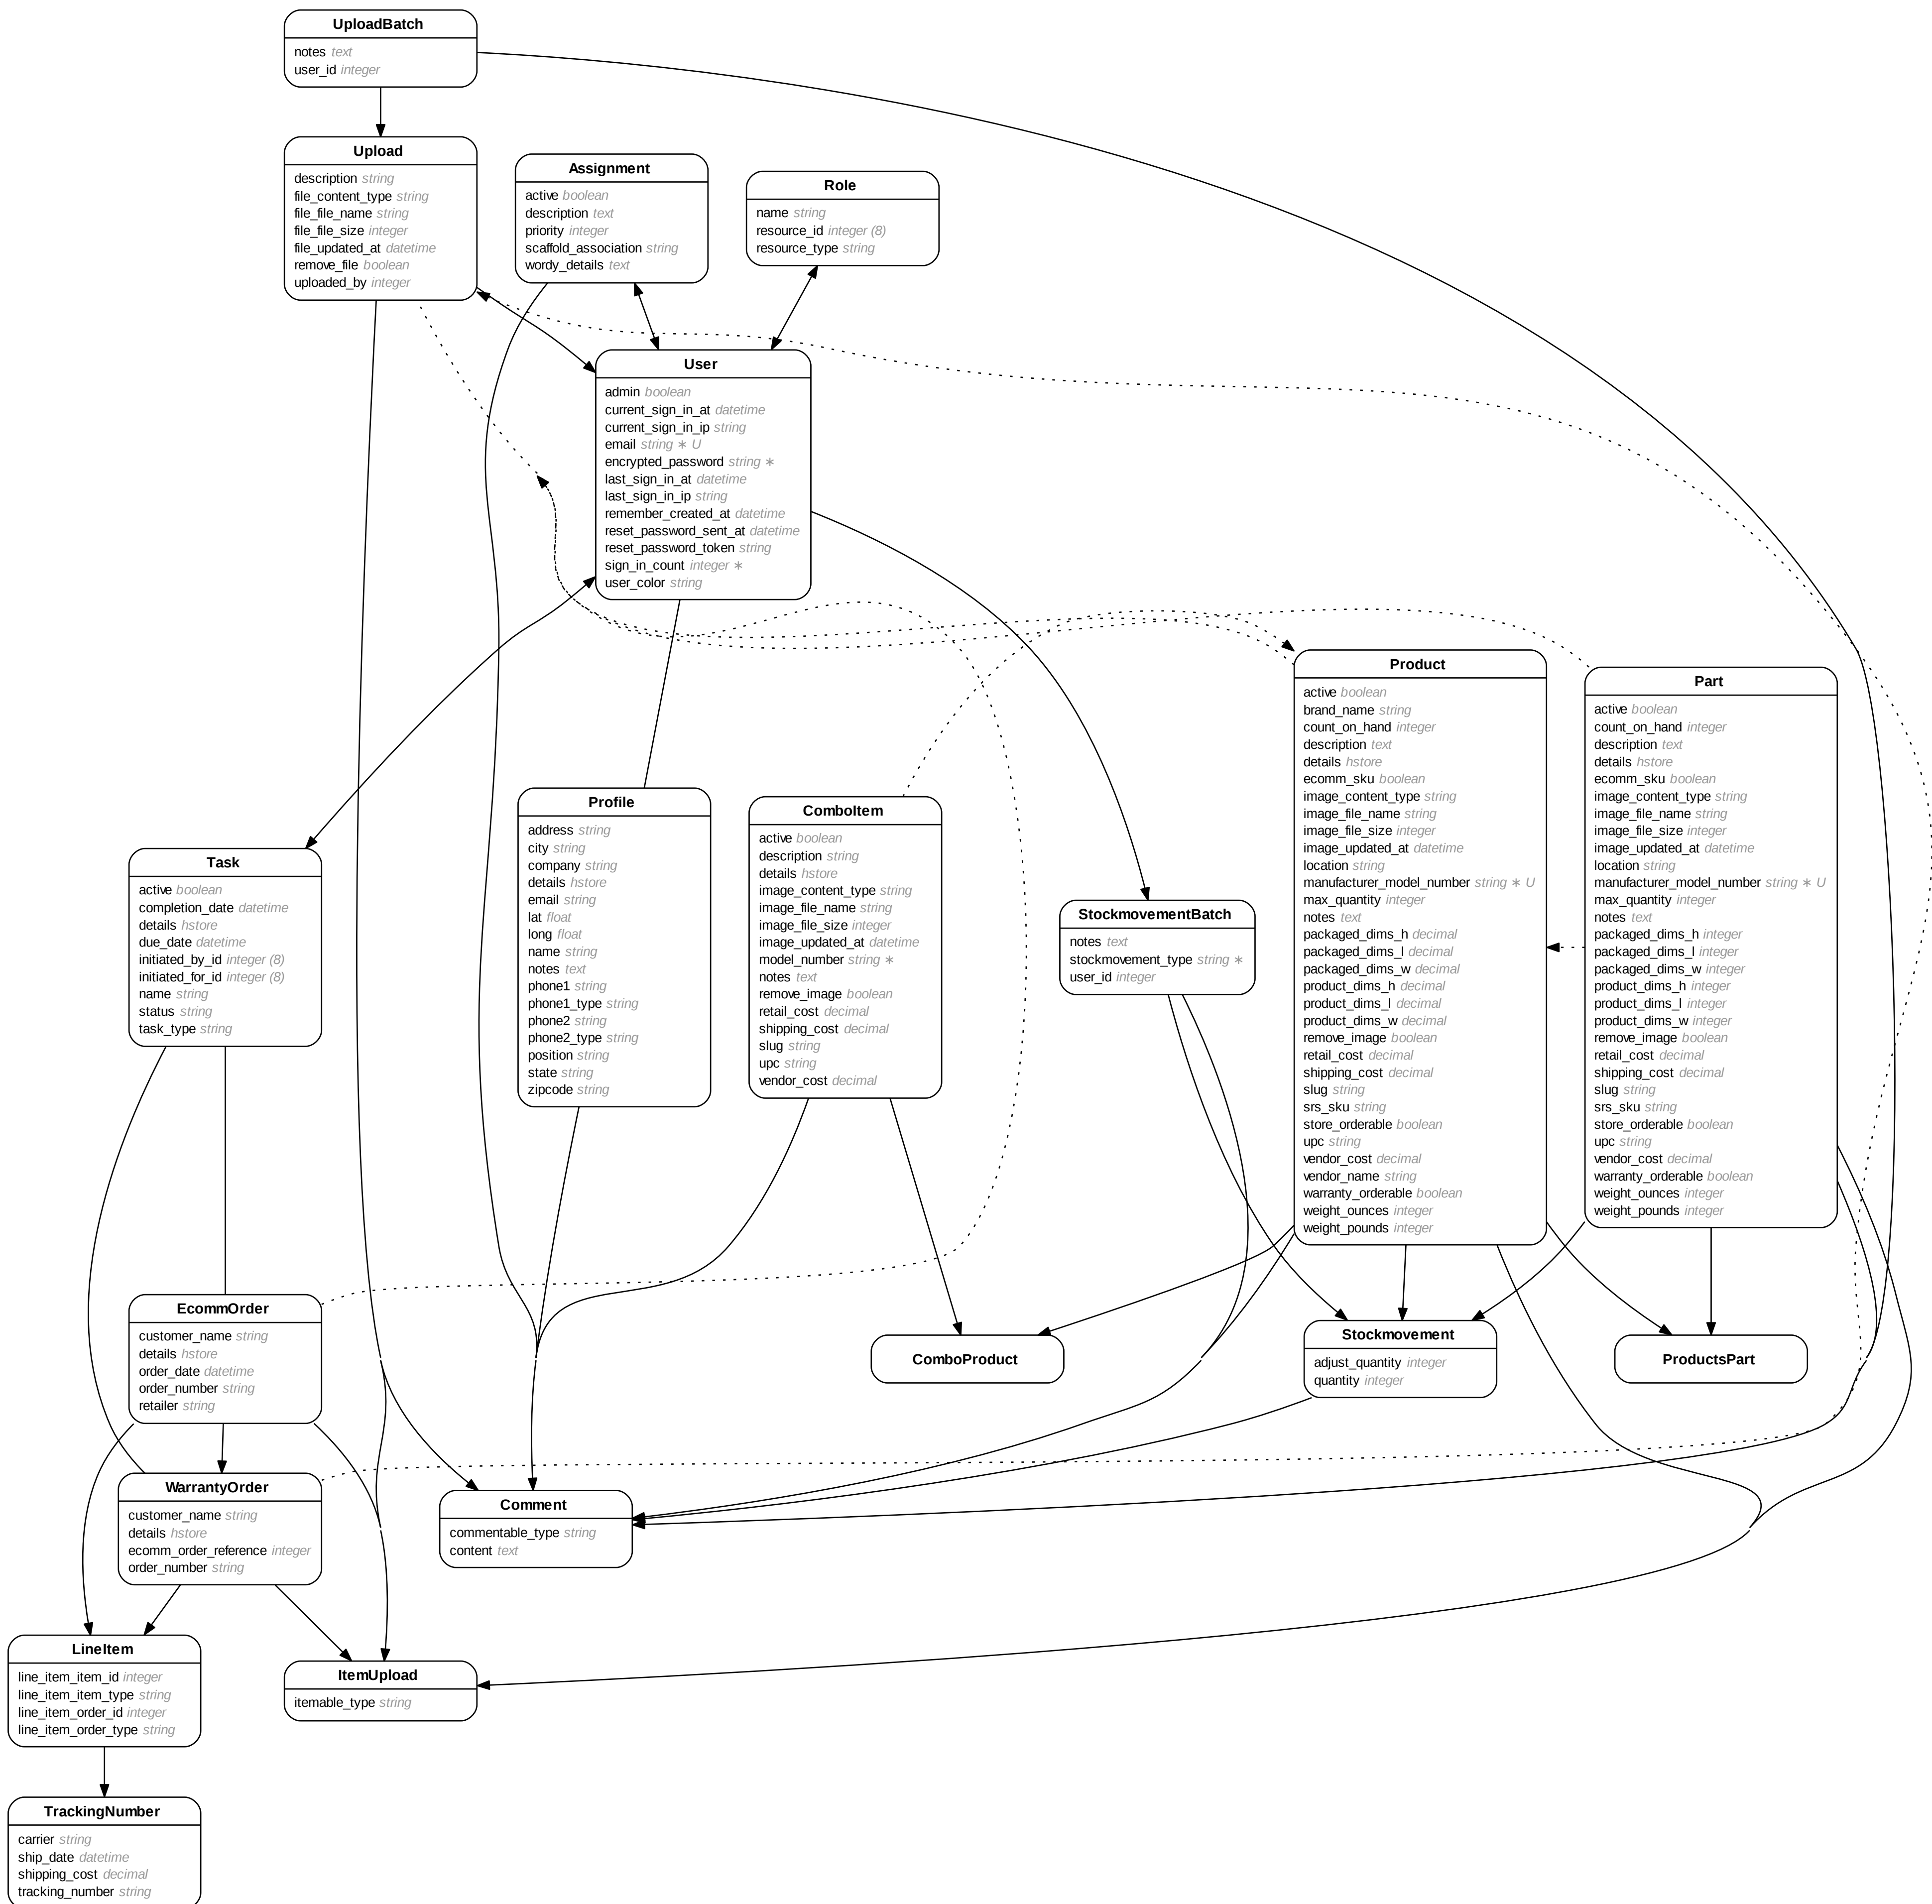 UploadBatch
notes text
user_id integer
Upload
description string
file_content_type string
file_file_name string
file_file_size integer
file_updated_at datetime
remove_file boolean
uploaded_by integer
Assignment
active boolean
description text
priority integer
scaffold_association string
wordy_details text
Role
name string
resource_id integer (8)
resource_type string
User
admin boolean
current_sign_in_at datetime
current_sign_in_ip string
email string ∗ U
encrypted_password string ∗
last_sign_in_at datetime
last_sign_in_ip string
remember_created_at datetime
reset_password_sent_at datetime
reset_password_token string
sign_in_count integer ∗
user_color string
Product
active boolean
brand_name string
count_on_hand integer
description text
details hstore
ecomm_sku boolean
image_content_type string
image_file_name string
image_file_size integer
image_updated_at datetime
location string
manufacturer_model_number string ∗ U
max_quantity integer
notes text
packaged_dims_h decimal
packaged_dims_l decimal
packaged_dims_w decimal
product_dims_h decimal
product_dims_l decimal
product_dims_w decimal
remove_image boolean
retail_cost decimal
shipping_cost decimal
slug string
srs_sku string
store_orderable boolean
upc string
vendor_cost decimal
vendor_name string
warranty_orderable boolean
weight_ounces integer
weight_pounds integer
Part
active boolean
count_on_hand integer
description text
details hstore
ecomm_sku boolean
image_content_type string
image_file_name string
image_file_size integer
image_updated_at datetime
location string
manufacturer_model_number string ∗ U
max_quantity integer
notes text
packaged_dims_h integer
packaged_dims_l integer
packaged_dims_w integer
product_dims_h integer
product_dims_l integer
product_dims_w integer
remove_image boolean
retail_cost decimal
shipping_cost decimal
slug string
srs_sku string
store_orderable boolean
upc string
vendor_cost decimal
warranty_orderable boolean
weight_ounces integer
weight_pounds integer
Profile
address string
city string
company string
details hstore
email string
lat float
long float
name string
notes text
phone1 string
phone1_type string
phone2 string
phone2_type string
position string
state string
zipcode string
ComboItem
active boolean
description string
details hstore
image_content_type string
image_file_name string
image_file_size integer
image_updated_at datetime
model_number string ∗
notes text
remove_image boolean
retail_cost decimal
shipping_cost decimal
slug string
upc string
vendor_cost decimal
Task
active boolean
completion_date datetime
details hstore
due_date datetime
initiated_by_id integer (8)
initiated_for_id integer (8)
name string
status string
task_type string
StockmovementBatch
notes text
stockmovement_type string ∗
user_id integer
EcommOrder
customer_name string
details hstore
order_date datetime
order_number string
retailer string
ComboProduct
Stockmovement
adjust_quantity integer
quantity integer
ProductsPart
WarrantyOrder
customer_name string
details hstore
ecomm_order_reference integer
order_number string
Comment
commentable_type string
content text
LineItem
line_item_item_id integer
line_item_item_type string
line_item_order_id integer
line_item_order_type string
ItemUpload
itemable_type string
TrackingNumber
carrier string
ship_date datetime
shipping_cost decimal
tracking_number string